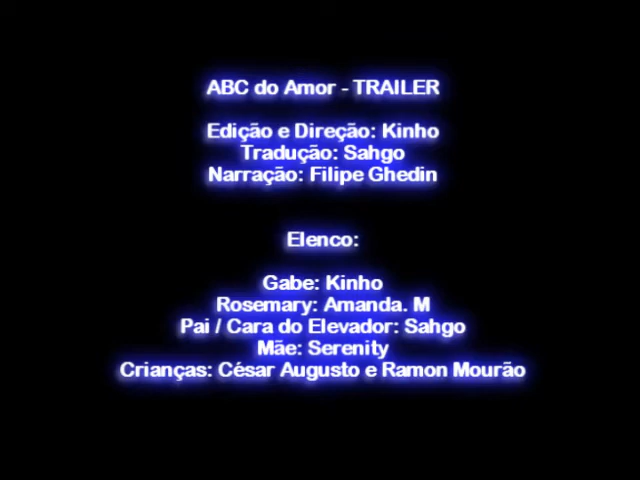 ABC do Amor - TRAILER
Edição e Direção: Kinho
Tradução: Sahgo
Narração: Filipe Ghedin
Elenco:
Gabe: Kinho
Rosemary: Amanda. M
Pai / Cara do Elevador: Sahgo
Mãe: Serenity
Crianças: César Augusto e Ramon Mourão